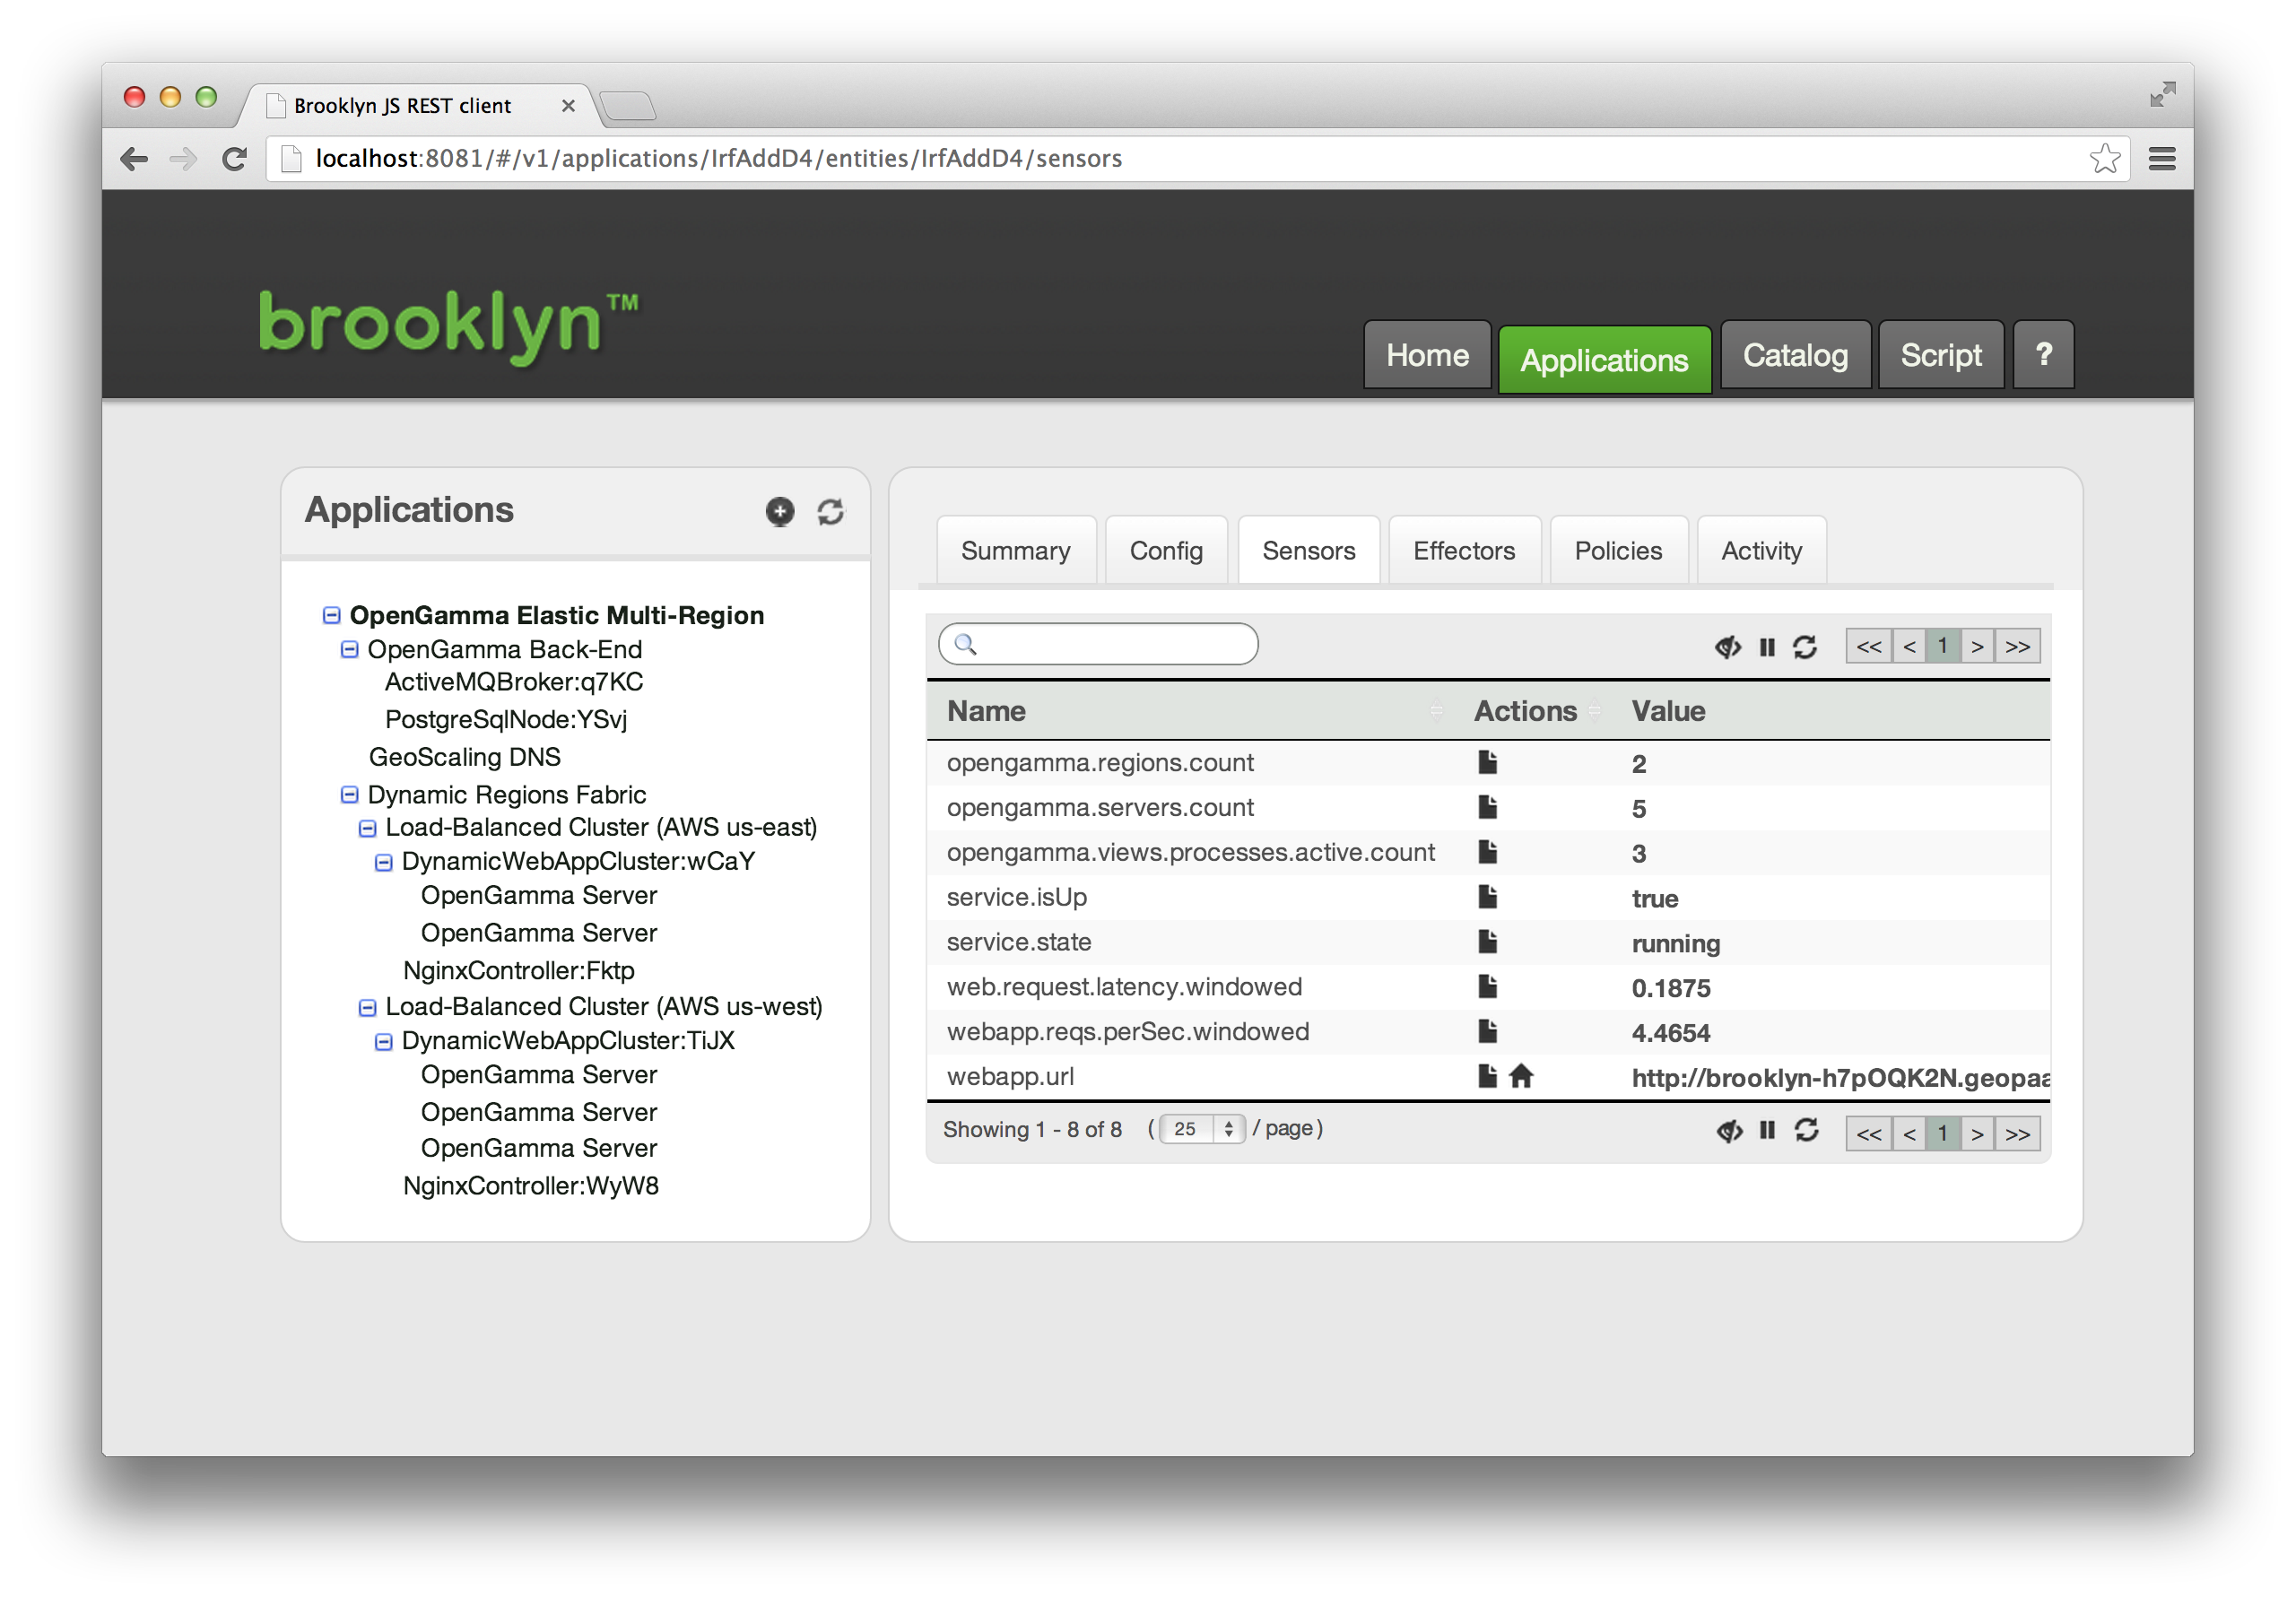 Brooklyn JS REST client
localhost:8081/#/v1/applications/IrfAddD4/entities/IrfAddD4/sensors
brooklyn™
Home Applications Catalog Script ?
Applications
OpenGamma Elastic Multi-Region
OpenGamma Back-End
ActiveMQBroker:q7KC
PostgreSqlNode:YSvj
GeoScaling DNS
Dynamic Regions Fabric
Load-Balanced Cluster (AWS us-east)
DynamicWebAppCluster:wCaY
OpenGamma Server
OpenGamma Server
NginxController:Fktp
Load-Balanced Cluster (AWS us-west)
DynamicWebAppCluster:TiJX
OpenGamma Server
OpenGamma Server
OpenGamma Server
NginxController:WyW8
Summary Config Sensors Effectors Policies Activity
<< < 1 > >>
Name Actions Value
opengamma.regions.count 2
opengamma.servers.count 5
opengamma.views.processes.active.count 3
service.isUp true
service.state running
web.request.latency.windowed 0.1875
webapp.reqs.perSec.windowed 4.4654
webapp.url http://brooklyn-h7pOQK2N.geopaa
Showing 1 - 8 of 8 ( 25 / page ) << < 1 > >>